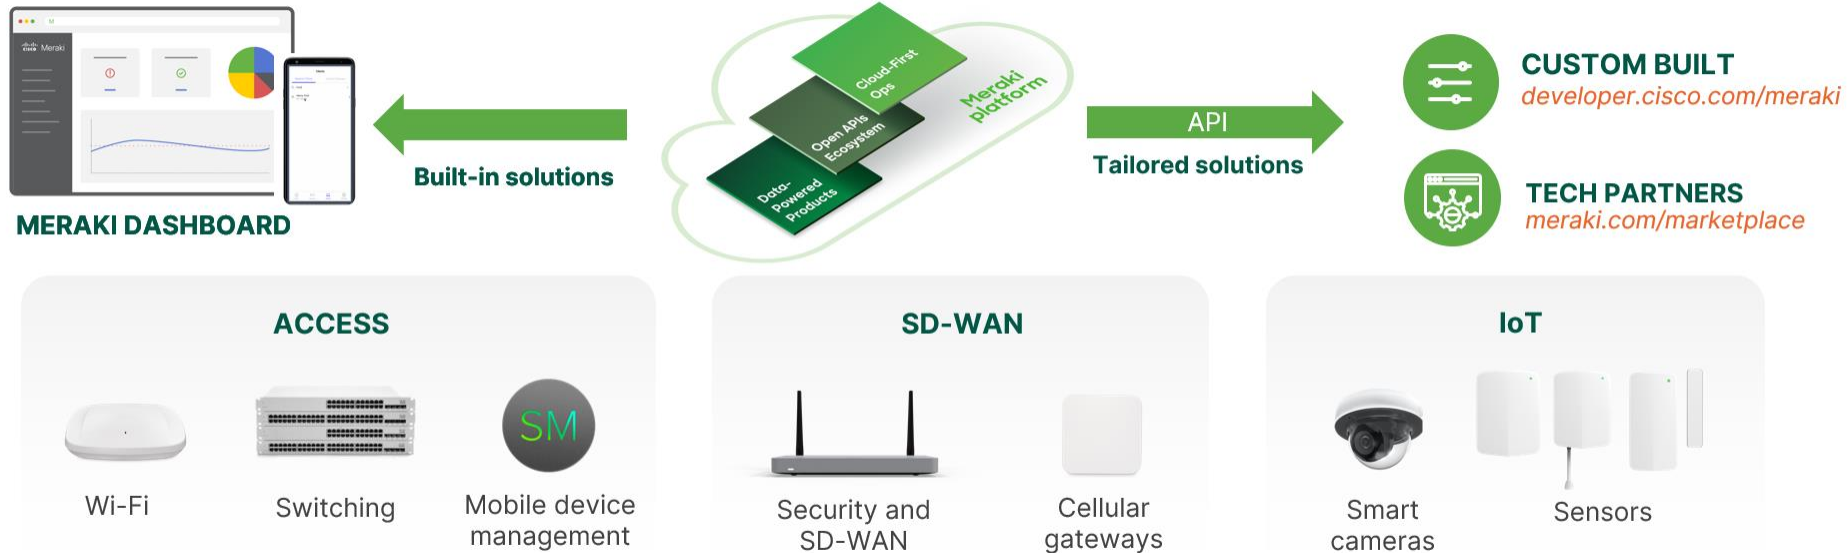 CISCO Meraki
MERAKI DASHBOARD
Built-in solutions
Cloud-First
Ops
Open APIs
Ecosystem
Data-
Powered
Products
Meraki
platform
API
Tailored solutions
CUSTOM BUILT
developer.cisco.com/meraki
TECH PARTNERS
meraki.com/marketplace
ACCESS
Wi-Fi
Switching
SM
Mobile device
management
SD-WAN
Security and
SD-WAN
Cellular
gateways
IoT
Smart
cameras
Sensors